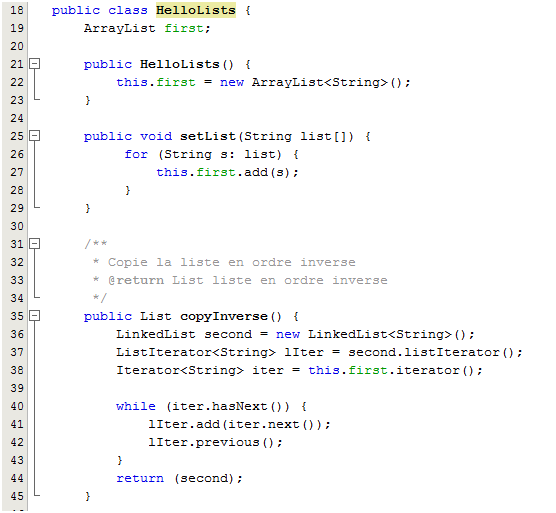 18 public class HelloLists {
19 ArrayList first;
20
21 public HelloLists() {
22 this.first = new ArrayList<String>();
23 }
24
25 public void setList(String list[]) {
26 for (String s: list) {
27 this.first.add(s);
28 }
29 }
30
31 /**
32 * Copie la liste en ordre inverse
33 * @return List liste en ordre inverse
34 */
35 public List copyInverse() {
36 LinkedList second = new LinkedList<String>();
37 ListIterator<String> lIter = second.listIterator();
38 Iterator<String> iter = this.first.iterator();
39
40 while (iter.hasNext()) {
41 lIter.add(iter.next());
42 lIter.previous();
43 }
44 return (second);
45 }